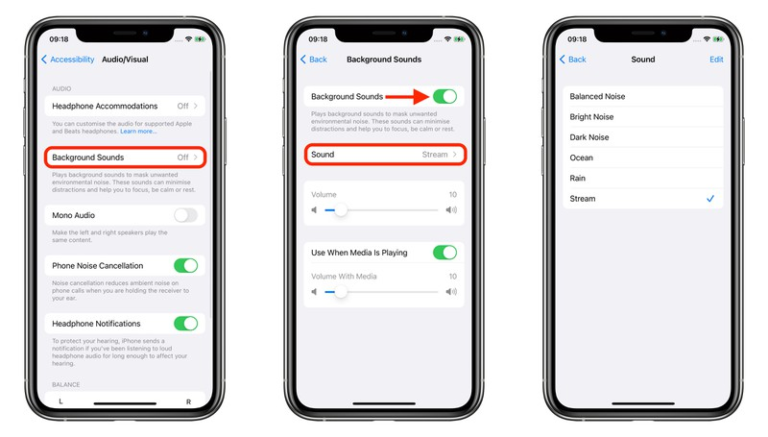 09:18
Accessibility Audio/Visual
AUDIO
Headphone Accommodations Off
You can customise the audio for supported Apple
and Beats headphones. Learn more...
Background Sounds Off
Plays background sounds to mask unwanted
environmental noise. These sounds can minimise
distractions and help you to focus, be calm or rest.
Mono Audio
Make the left and right speakers play the
same content.
Phone Noise Cancellation
Noise cancellation reduces ambient noise on
phone calls when you are holding the receiver to
your ear.
Headphone Notifications
To protect your hearing, iPhone sends a
notification if you've been listening to loud
headphone audio for long enough to affect your
hearing.
BALANCE
L R
09:18
Back Background Sounds
Background Sounds
Plays background sounds to mask unwanted
environmental noise. These sounds can minimise
distractions and help you to focus, be calm or rest.
Sound Stream
Volume 10
Use When Media Is Playing
Volume With Media 10
09:18
Back Sound Edit
Balanced Noise
Bright Noise
Dark Noise
Ocean
Rain
Stream